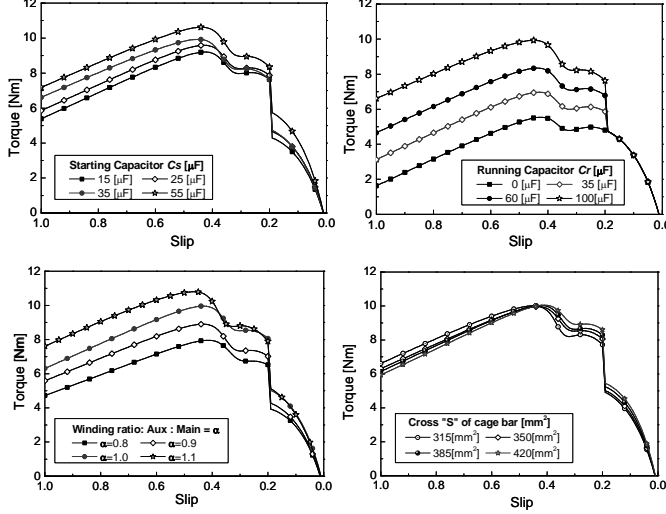 12
10
8
6
4
2
0
Torque [Nm]
Starting Capacitor Cs [μF]
15 [μF] 25 [μF]
35 [μF] 55 [μF]
1.0 0.8 0.6 0.4 0.2 0.0
Slip
12
10
8
6
4
2
0
Torque [Nm]
Running Capacitor Cr [μF]
0 [μF] 35 [μF]
60 [μF] 100[μF]
1.0 0.8 0.6 0.4 0.2 0.0
Slip
12
10
8
6
4
2
0
Torque [Nm]
Winding ratio: Aux : Main = α
α=0.8 α=0.9
α=1.0 α=1.1
1.0 0.8 0.6 0.4 0.2 0.0
Slip
12
10
8
6
4
2
0
Torque [Nm]
Cross "S" of cage bar [mm²]
315[mm²] 350[mm²]
385[mm²] 420[mm²]
1.0 0.8 0.6 0.4 0.2 0.0
Slip